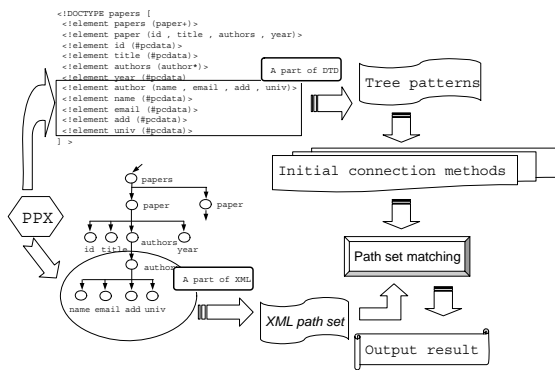 <!DOCTYPE papers [
<!element papers (paper+)>
<!element paper (id , title , authors , year)>
<!element id (#pcdata)>
<!element title (#pcdata)>
<!element authors (author*)>
<!element year (#pcdata)
<!element author (name , email , add , univ)>
<!element name (#pcdata)>
<!element email (#pcdata)>
<!element add (#pcdata)>
<!element univ (#pcdata)>
] >
A part of DTD
Tree patterns
Initial connection methods
papers
paper
paper
PPX
id
title
authors
year
author
A part of XML
name
email
add
univ
Path set matching
XML path set
Output result